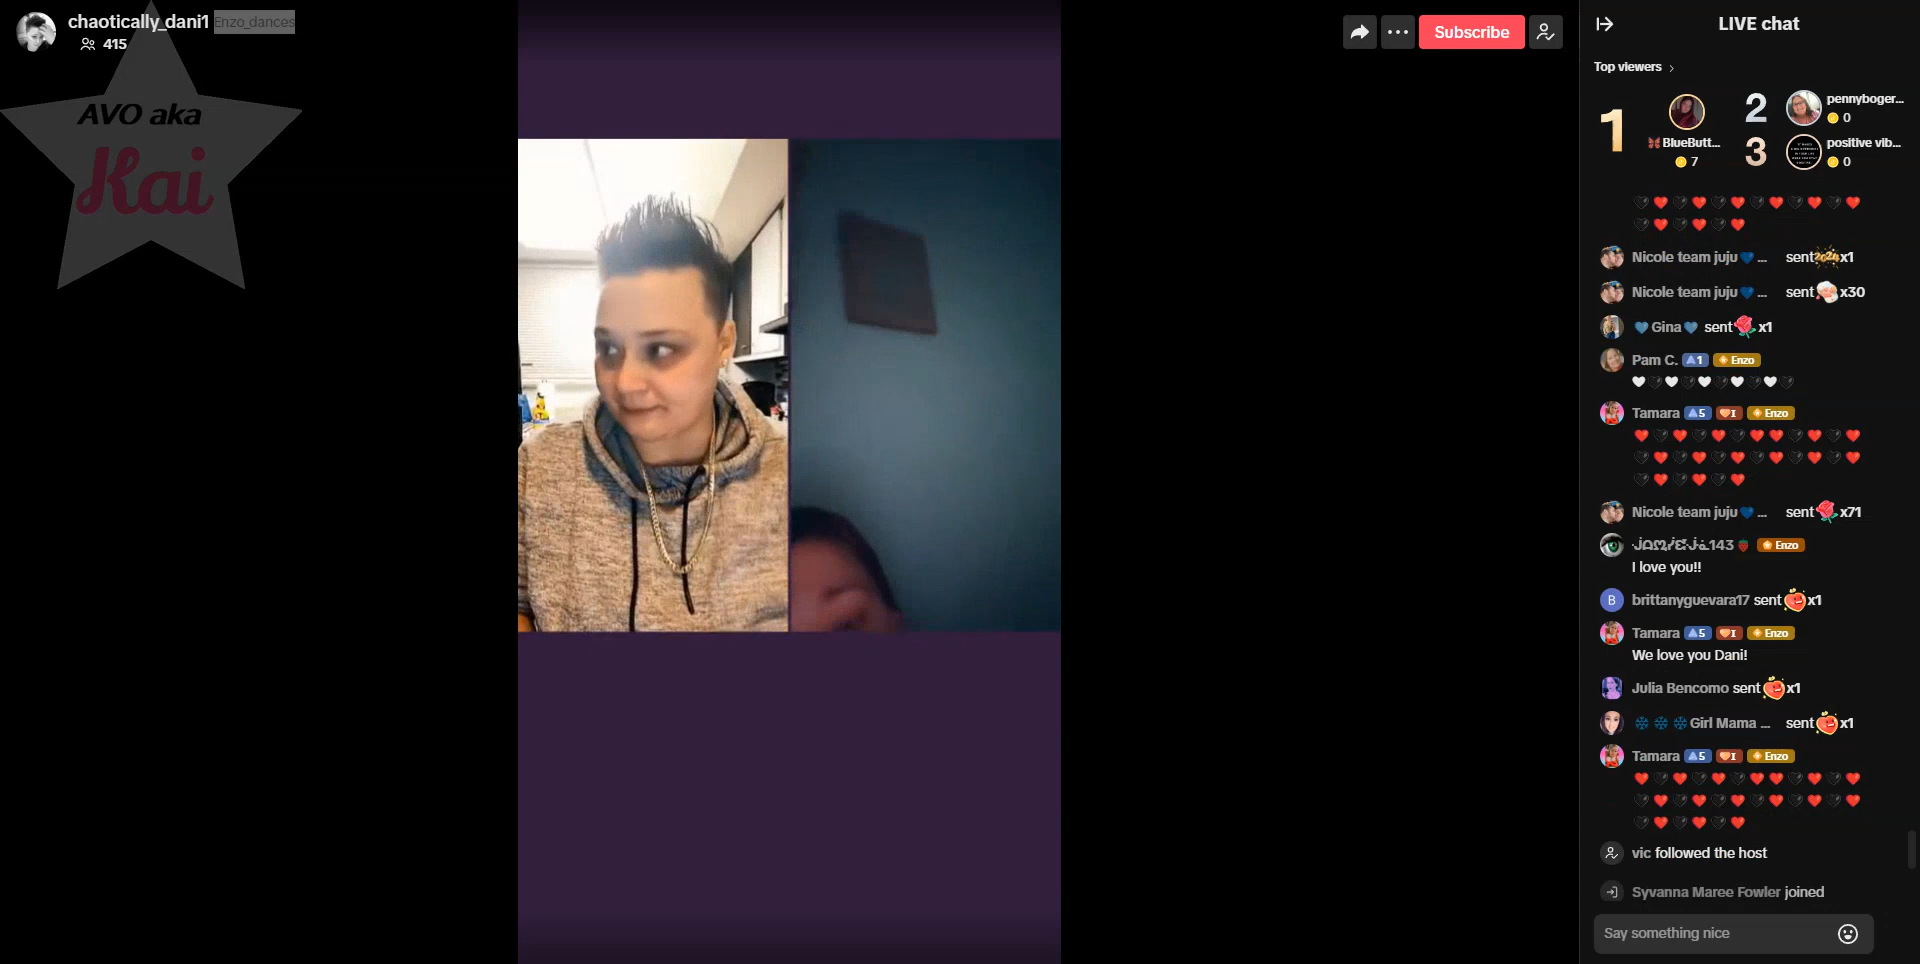 chaotically_dani1 Enzo_dances
415
AVO aka
Kai
Subscribe
LIVE chat
Top viewers
1
BlueButt...
7
2
pennyboger...
0
3
positive vib...
0
Nicole team juju💙 ... sent x1
Nicole team juju💙 ... sent x30
💙Gina💙 sent🌹x1
Pam C. 1 Enzo
🤍🖤🤍🖤🤍🖤🤍🖤🤍🖤
Tamara 5 I Enzo
❤️🖤❤️🖤❤️🖤❤️❤️🖤❤️🖤❤️
🖤❤️🖤❤️🖤❤️🖤❤️🖤❤️🖤❤️
🖤❤️🖤❤️🖤❤️
Nicole team juju💙 ... sent🌹x71
143🍓 Enzo
I love you!!
B brittanyguevara17 sent x1
Tamara 5 I Enzo
We love you Dani!
Julia Bencomo sent x1
❄️❄️❄️Girl Mama ... sent x1
Tamara 5 I Enzo
❤️🖤❤️🖤❤️🖤❤️❤️🖤❤️🖤❤️
🖤❤️🖤❤️🖤❤️🖤❤️🖤❤️🖤❤️
🖤❤️🖤❤️🖤❤️
vic followed the host
Syvanna Maree Fowler joined
Say something nice